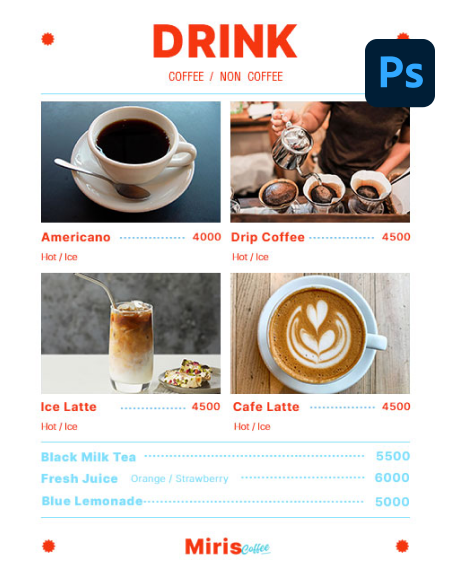 DRINK
COFFEE / NON COFFEE
Ps
Americano 4000
Hot / Ice
Drip Coffee 4500
Hot / Ice
Ice Latte 4500
Hot / Ice
Cafe Latte 4500
Hot / Ice
Black Milk Tea 5500
Fresh Juice Orange / Strawberry 6000
Blue Lemonade 5000
Miris Coffee